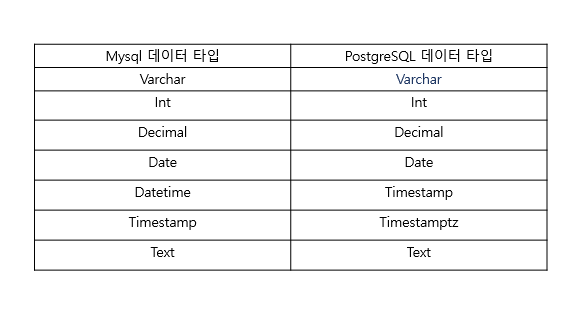 Mysql 데이터 타입 PostgreSQL 데이터 타입
Varchar Varchar
Int Int
Decimal Decimal
Date Date
Datetime Timestamp
Timestamp Timestamptz
Text Text